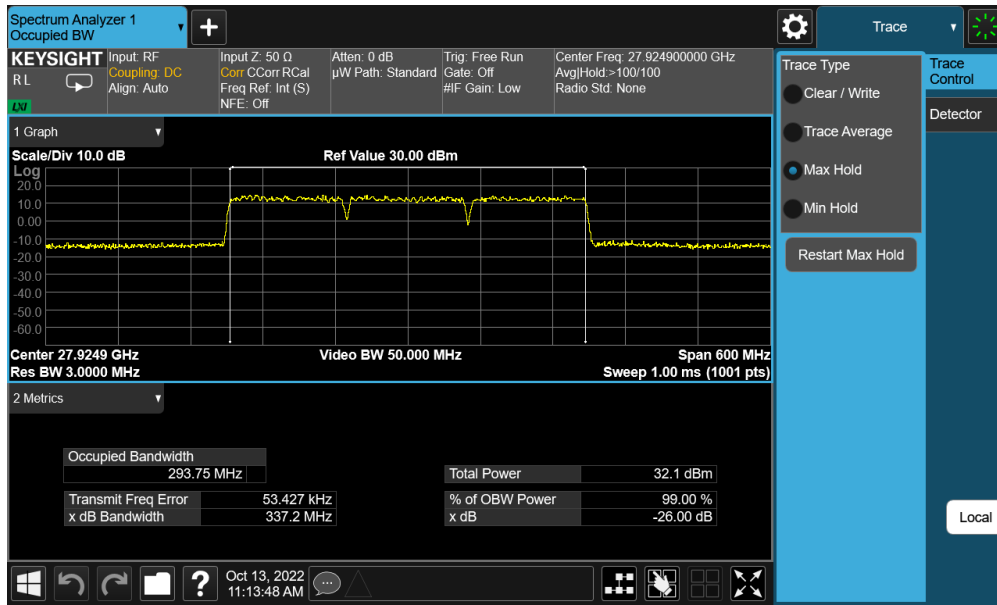 Spectrum Analyzer 1
Occupied BW
+
Trace
KEYSIGHT
R L
LXI
Input: RF
Coupling: DC
Align: Auto
Input Z: 50 Ω
Corr CCorr RCal
Freq Ref: Int (S)
NFE: Off
Atten: 0 dB
µW Path: Standard
Trig: Free Run
Gate: Off
#IF Gain: Low
Center Freq: 27.924900000 GHz
Avg|Hold:>100/100
Radio Std: None
Trace Type
Clear / Write
Trace Average
Max Hold
Min Hold
Restart Max Hold
Trace
Control
Detector
1 Graph
Scale/Div 10.0 dB
Ref Value 30.00 dBm
Log
20.0
10.0
0.00
-10.0
-20.0
-30.0
-40.0
-50.0
-60.0
Center 27.9249 GHz
Video BW 50.000 MHz
Span 600 MHz
Res BW 3.0000 MHz
Sweep 1.00 ms (1001 pts)
2 Metrics
Occupied Bandwidth
293.75 MHz
Total Power 32.1 dBm
Transmit Freq Error 53.427 kHz
% of OBW Power 99.00 %
x dB Bandwidth 337.2 MHz
x dB -26.00 dB
Local
?
Oct 13, 2022
11:13:48 AM